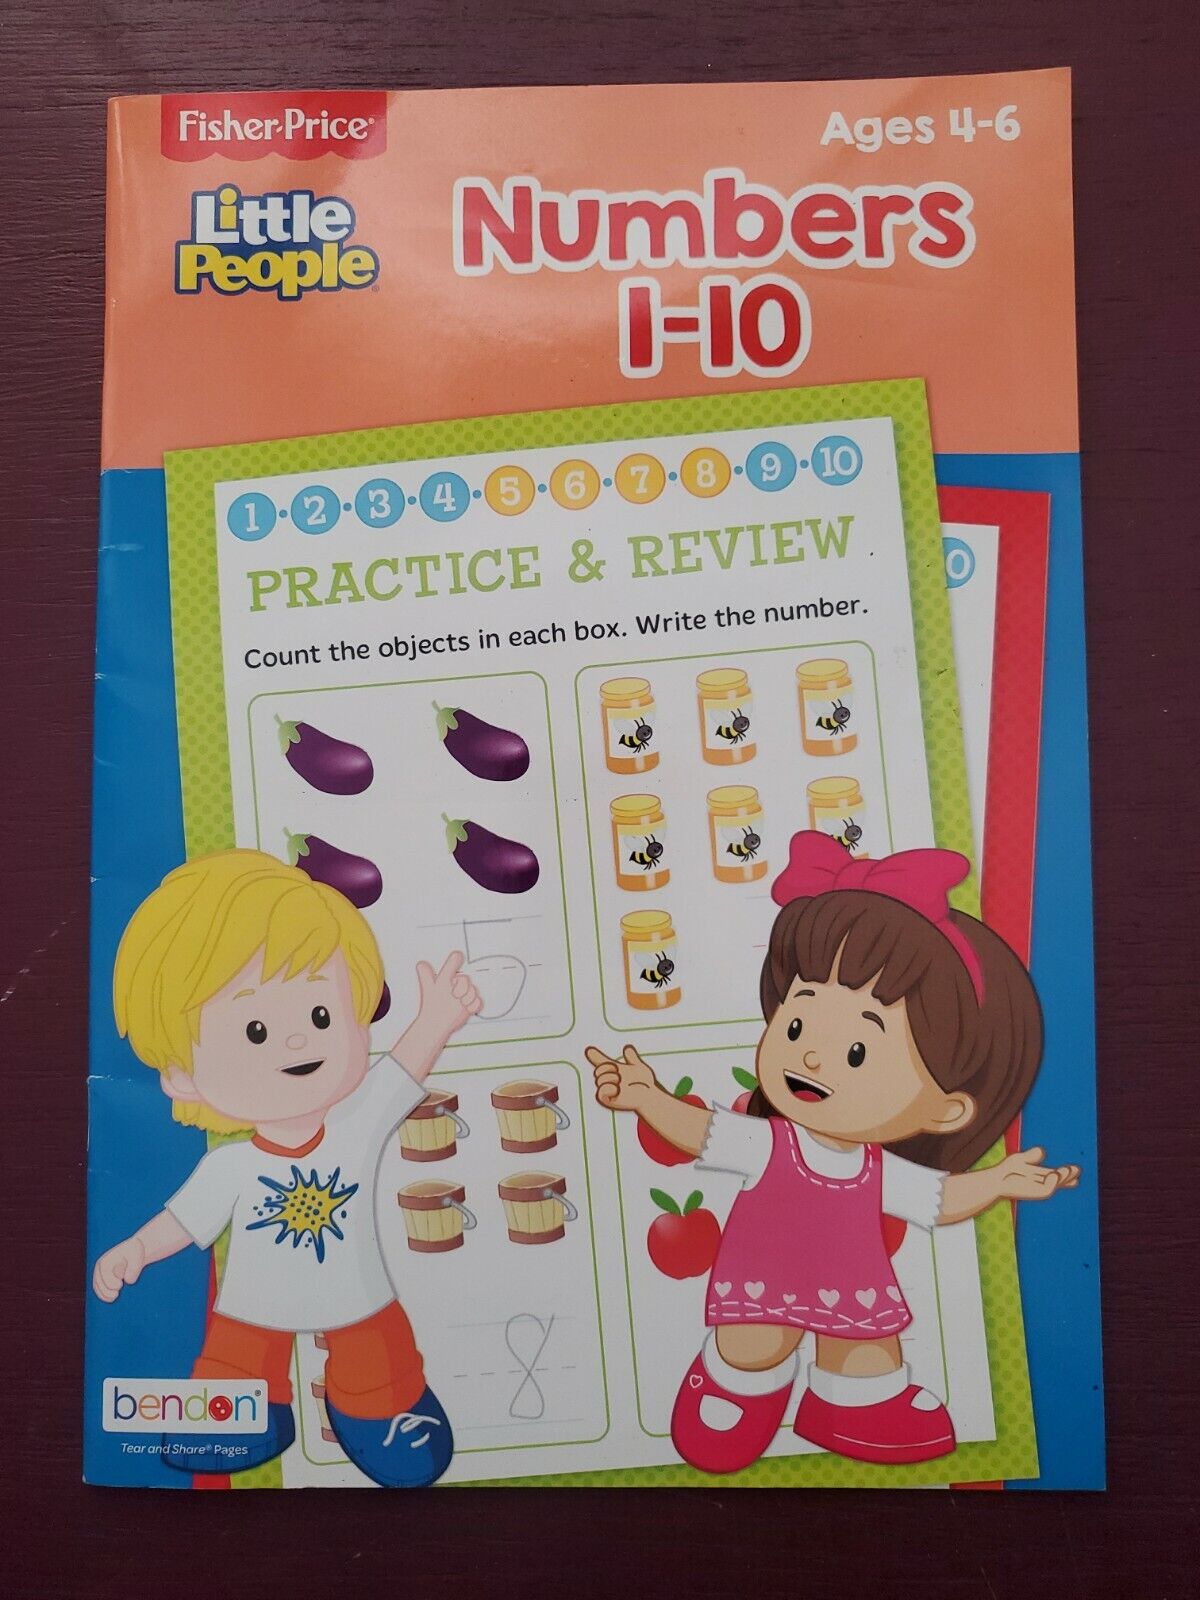 Fisher-Price®
Ages 4-6
Little
People®
Numbers
1-10
1 2 3 4 5 6 7 8 9 10
0
PRACTICE & REVIEW
Count the objects in each box. Write the number.
5
8
bendon®
Tear and Share® Pages